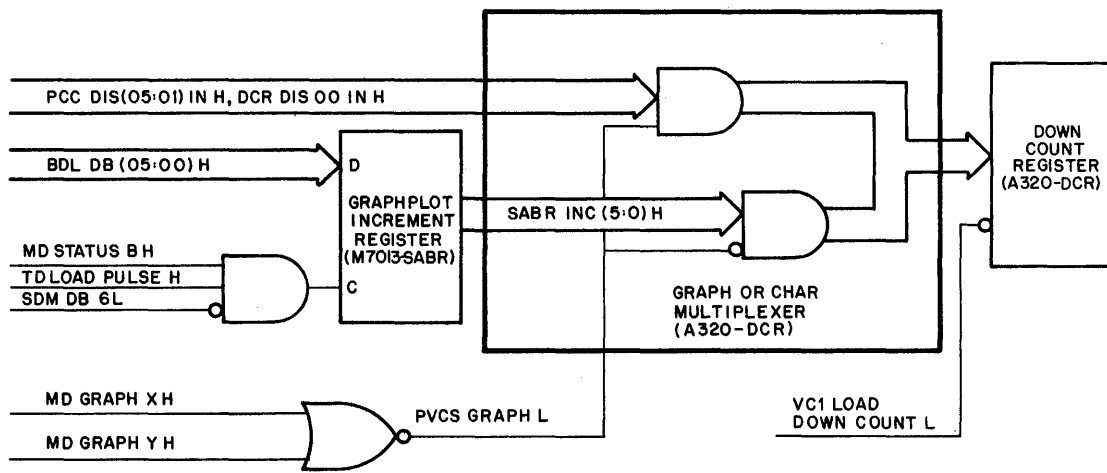 PCC DIS(05:01) IN H, DCR DIS 00 IN H
BDL DB (05:00) H
D
GRAPHPLOT
INCREMENT
REGISTER
(M7013-SABR)
C
MD STATUS B H
TD LOAD PULSE H
SDM DB 6L
SABR INC (5:0) H
GRAPH OR CHAR
MULTIPLEXER
(A320-DCR)
DOWN
COUNT
REGISTER
(A320-DCR)
MD GRAPH X H
MD GRAPH Y H
PVCS GRAPH L
VC1 LOAD
DOWN COUNT L